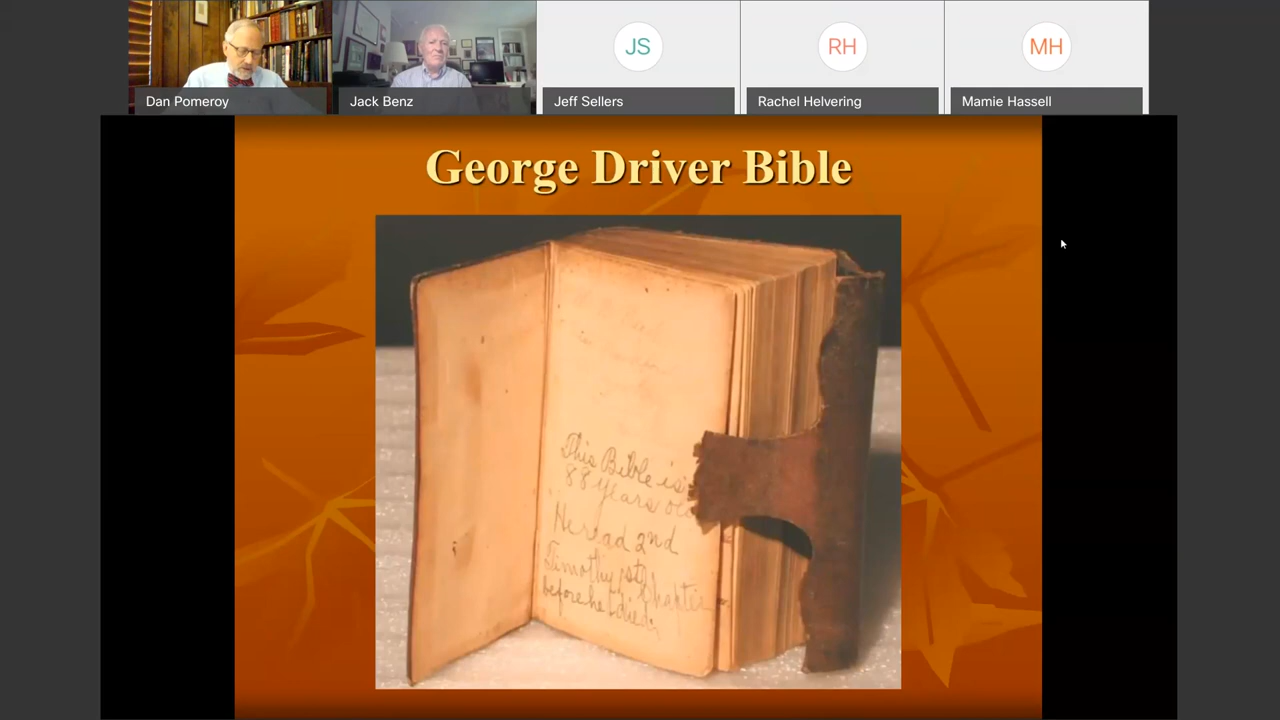 JS
RH
MH
Dan Pomeroy
Jack Benz
Jeff Sellers
Rachel Helvering
Mamie Hassell
George Driver Bible
This Bible is
88 years old
He read 2nd
Timothy 1st Chapter
before he died.